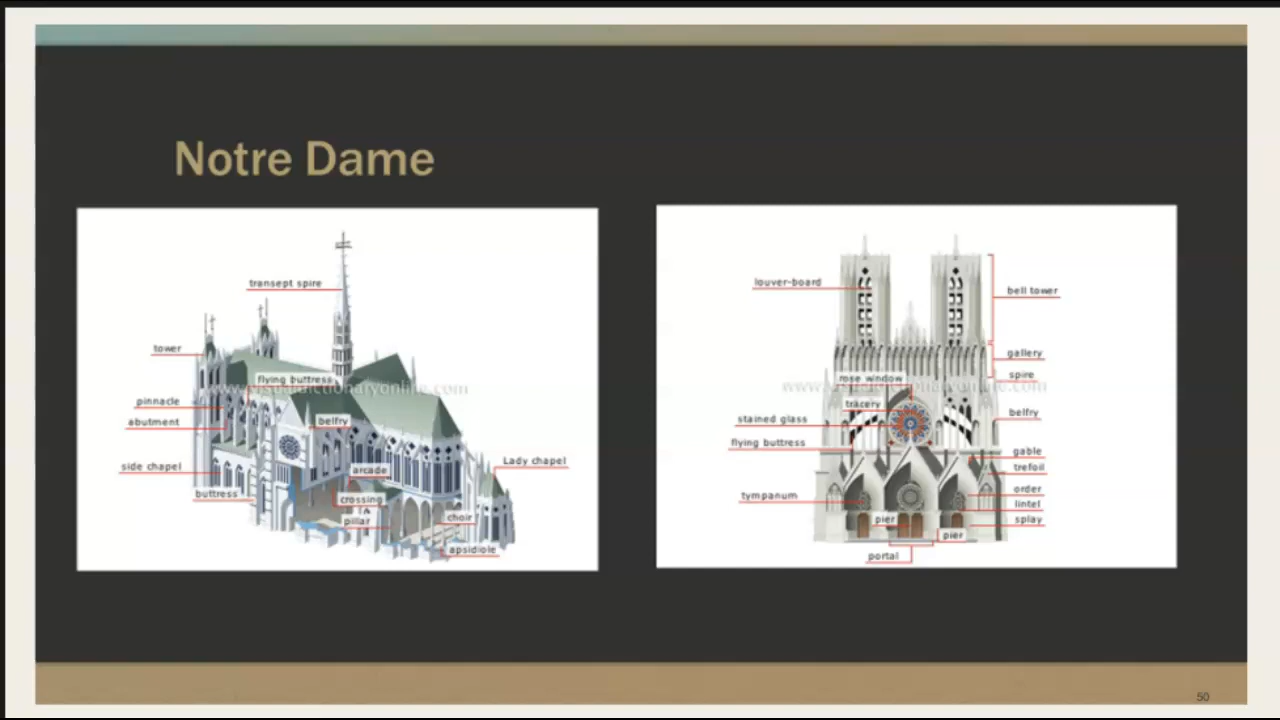 Notre Dame
transept spire
tower
flying buttress
pinnacle
abutment
belfry
side chapel
arcade
Lady chapel
buttress
crossing
pillar
choir
apsidiole
louver-board
bell tower
gallery
spire
rose window
tracery
stained glass
belfry
flying buttress
gable
trefoil
tympanum
order
lintel
pier
splay
pier
portal
50